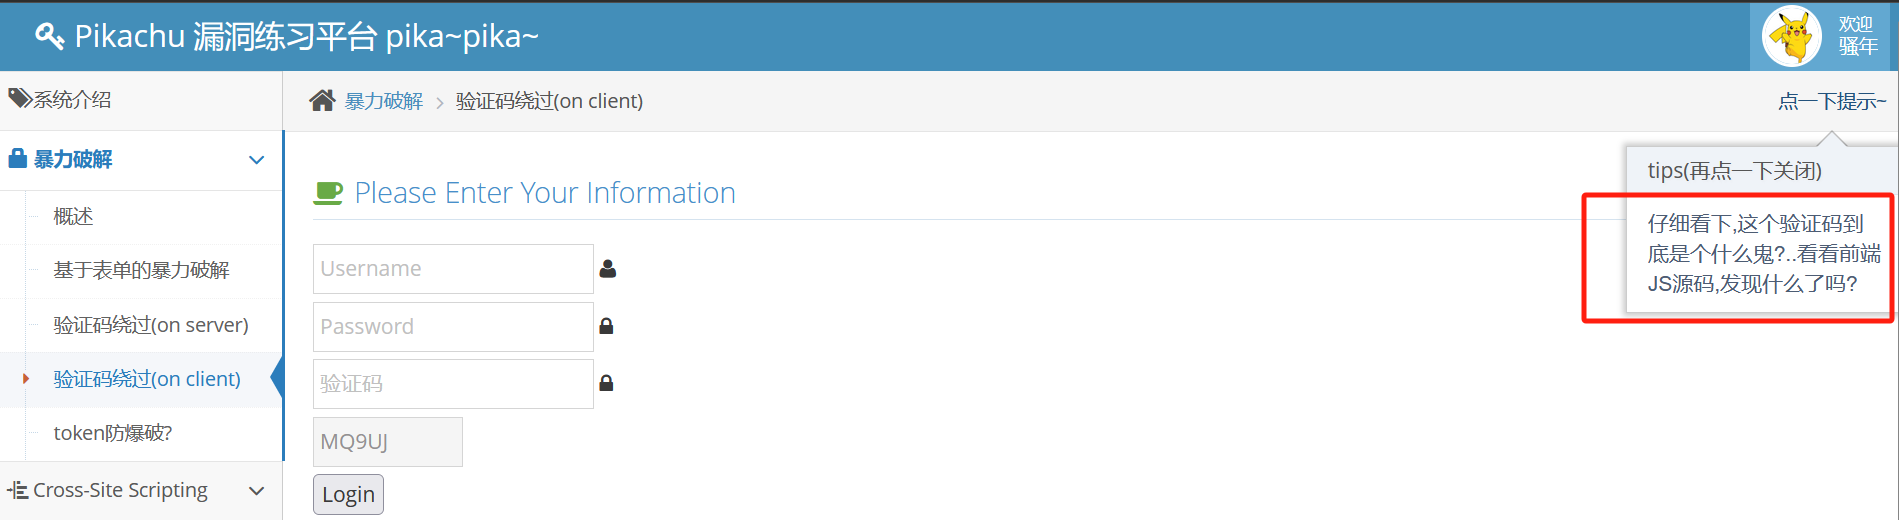 Pikachu 漏洞练习平台 pika~pika~
欢迎
骚年
系统介绍
暴力破解
概述
基于表单的暴力破解
验证码绕过(on server)
验证码绕过(on client)
token防爆破?
Cross-Site Scripting
暴力破解 > 验证码绕过(on client)
点一下提示~
tips(再点一下关闭)
仔细看下,这个验证码到
底是个什么鬼?..看看前端
JS源码,发现什么了吗?
Please Enter Your Information
Username
Password
验证码
MQ9UJ
Login